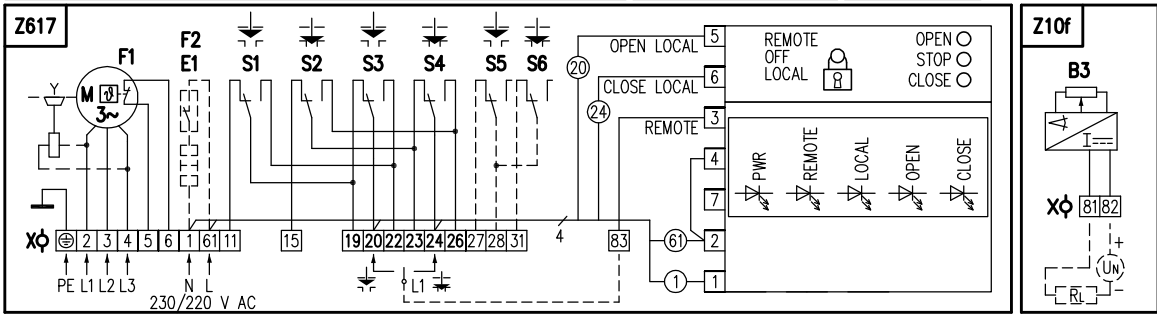 Z617
F1
F2
E1
S1 S2 S3 S4 S5 S6
Y
M ϑ
3~
5 OPEN LOCAL
20
6 CLOSE LOCAL
24
3 REMOTE
4
7
2
61
1
1
REMOTE
OFF
LOCAL
OPEN
STOP
CLOSE
PWR
REMOTE
LOCAL
OPEN
CLOSE
X
2 3 4 5 6 1 61 11 15 19 20 22 23 24 26 27 28 31 4 83
PE L1 L2 L3 N L L1
230/220 V AC
Z10f
B3
I
X 81 82
+
UN
−
RL